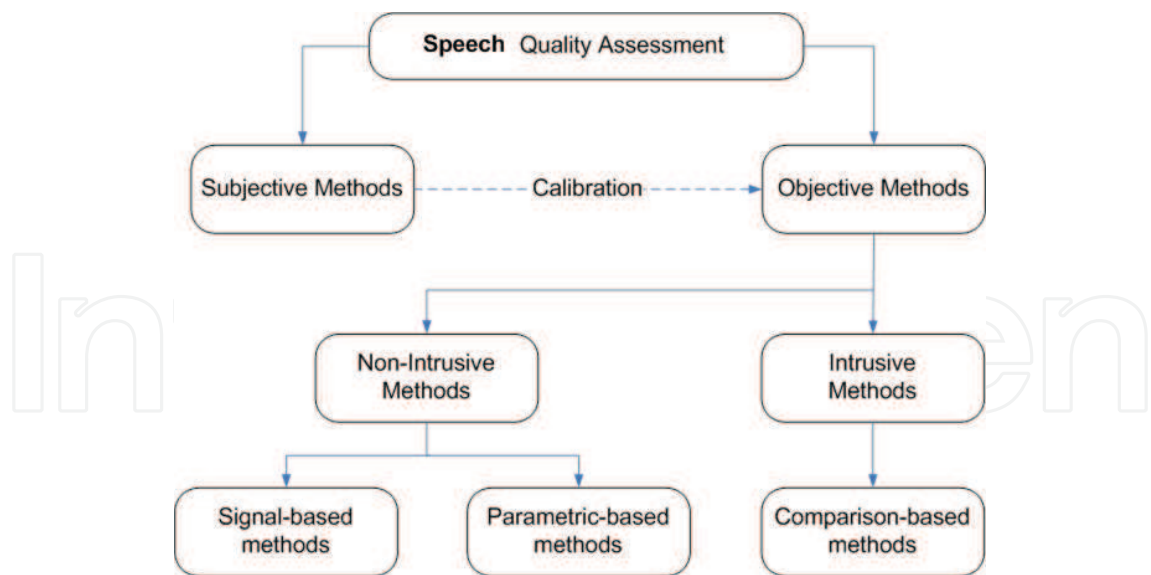 Speech Quality Assessment
Subjective Methods
Calibration
Objective Methods
Non-Intrusive
Methods
Intrusive
Methods
Signal-based
methods
Parametric-based
methods
Comparison-based
methods